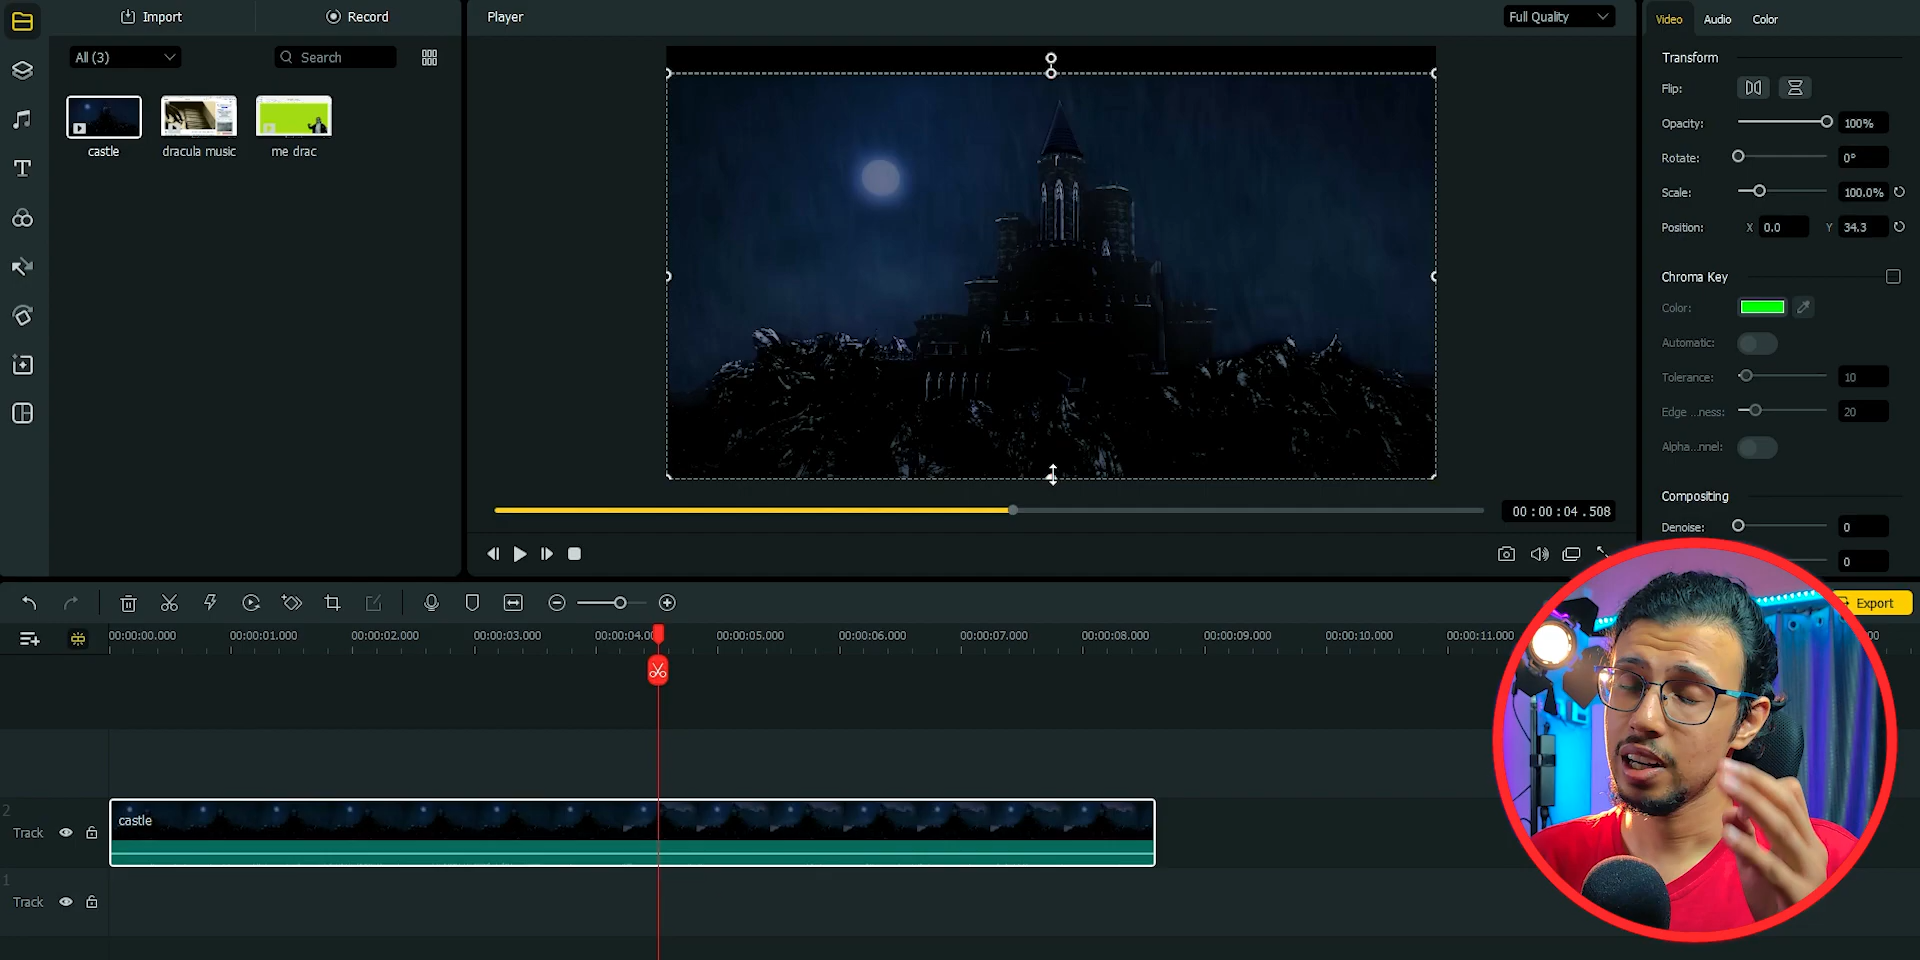 Import
Record
Player
Full Quality
Video
Audio
Color
All (3)
Search
castle
dracula music
me drac
Transform
Flip:
Opacity:
100%
Rotate:
0°
Scale:
100.0%
Position:
X
0.0
Y
34.3
Chroma Key
Color:
Automatic:
Tolerance:
10
Edge ...ness:
20
Alpha...nnel:
Compositing
Denoise:
0
0
00 : 00 : 04 .508
Export
00:00:00.000
00:00:01.000
00:00:02.000
00:00:03.000
00:00:04.00
00:00:05.000
00:00:06.000
00:00:07.000
00:00:08.000
00:00:09.000
00:00:10.000
00:00:11.000
2
Track
castle
1
Track